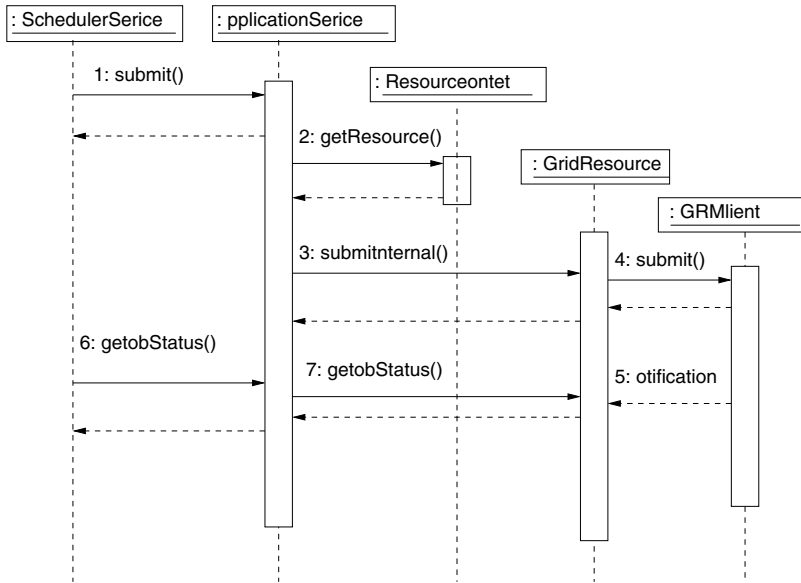 : SchedulerSerice
: pplicationSerice
1: submit()
: Resourceontet
2: getResource()
: GridResource
: GRMlient
3: submitnternal()
4: submit()
6: getobStatus()
7: getobStatus()
5: otification